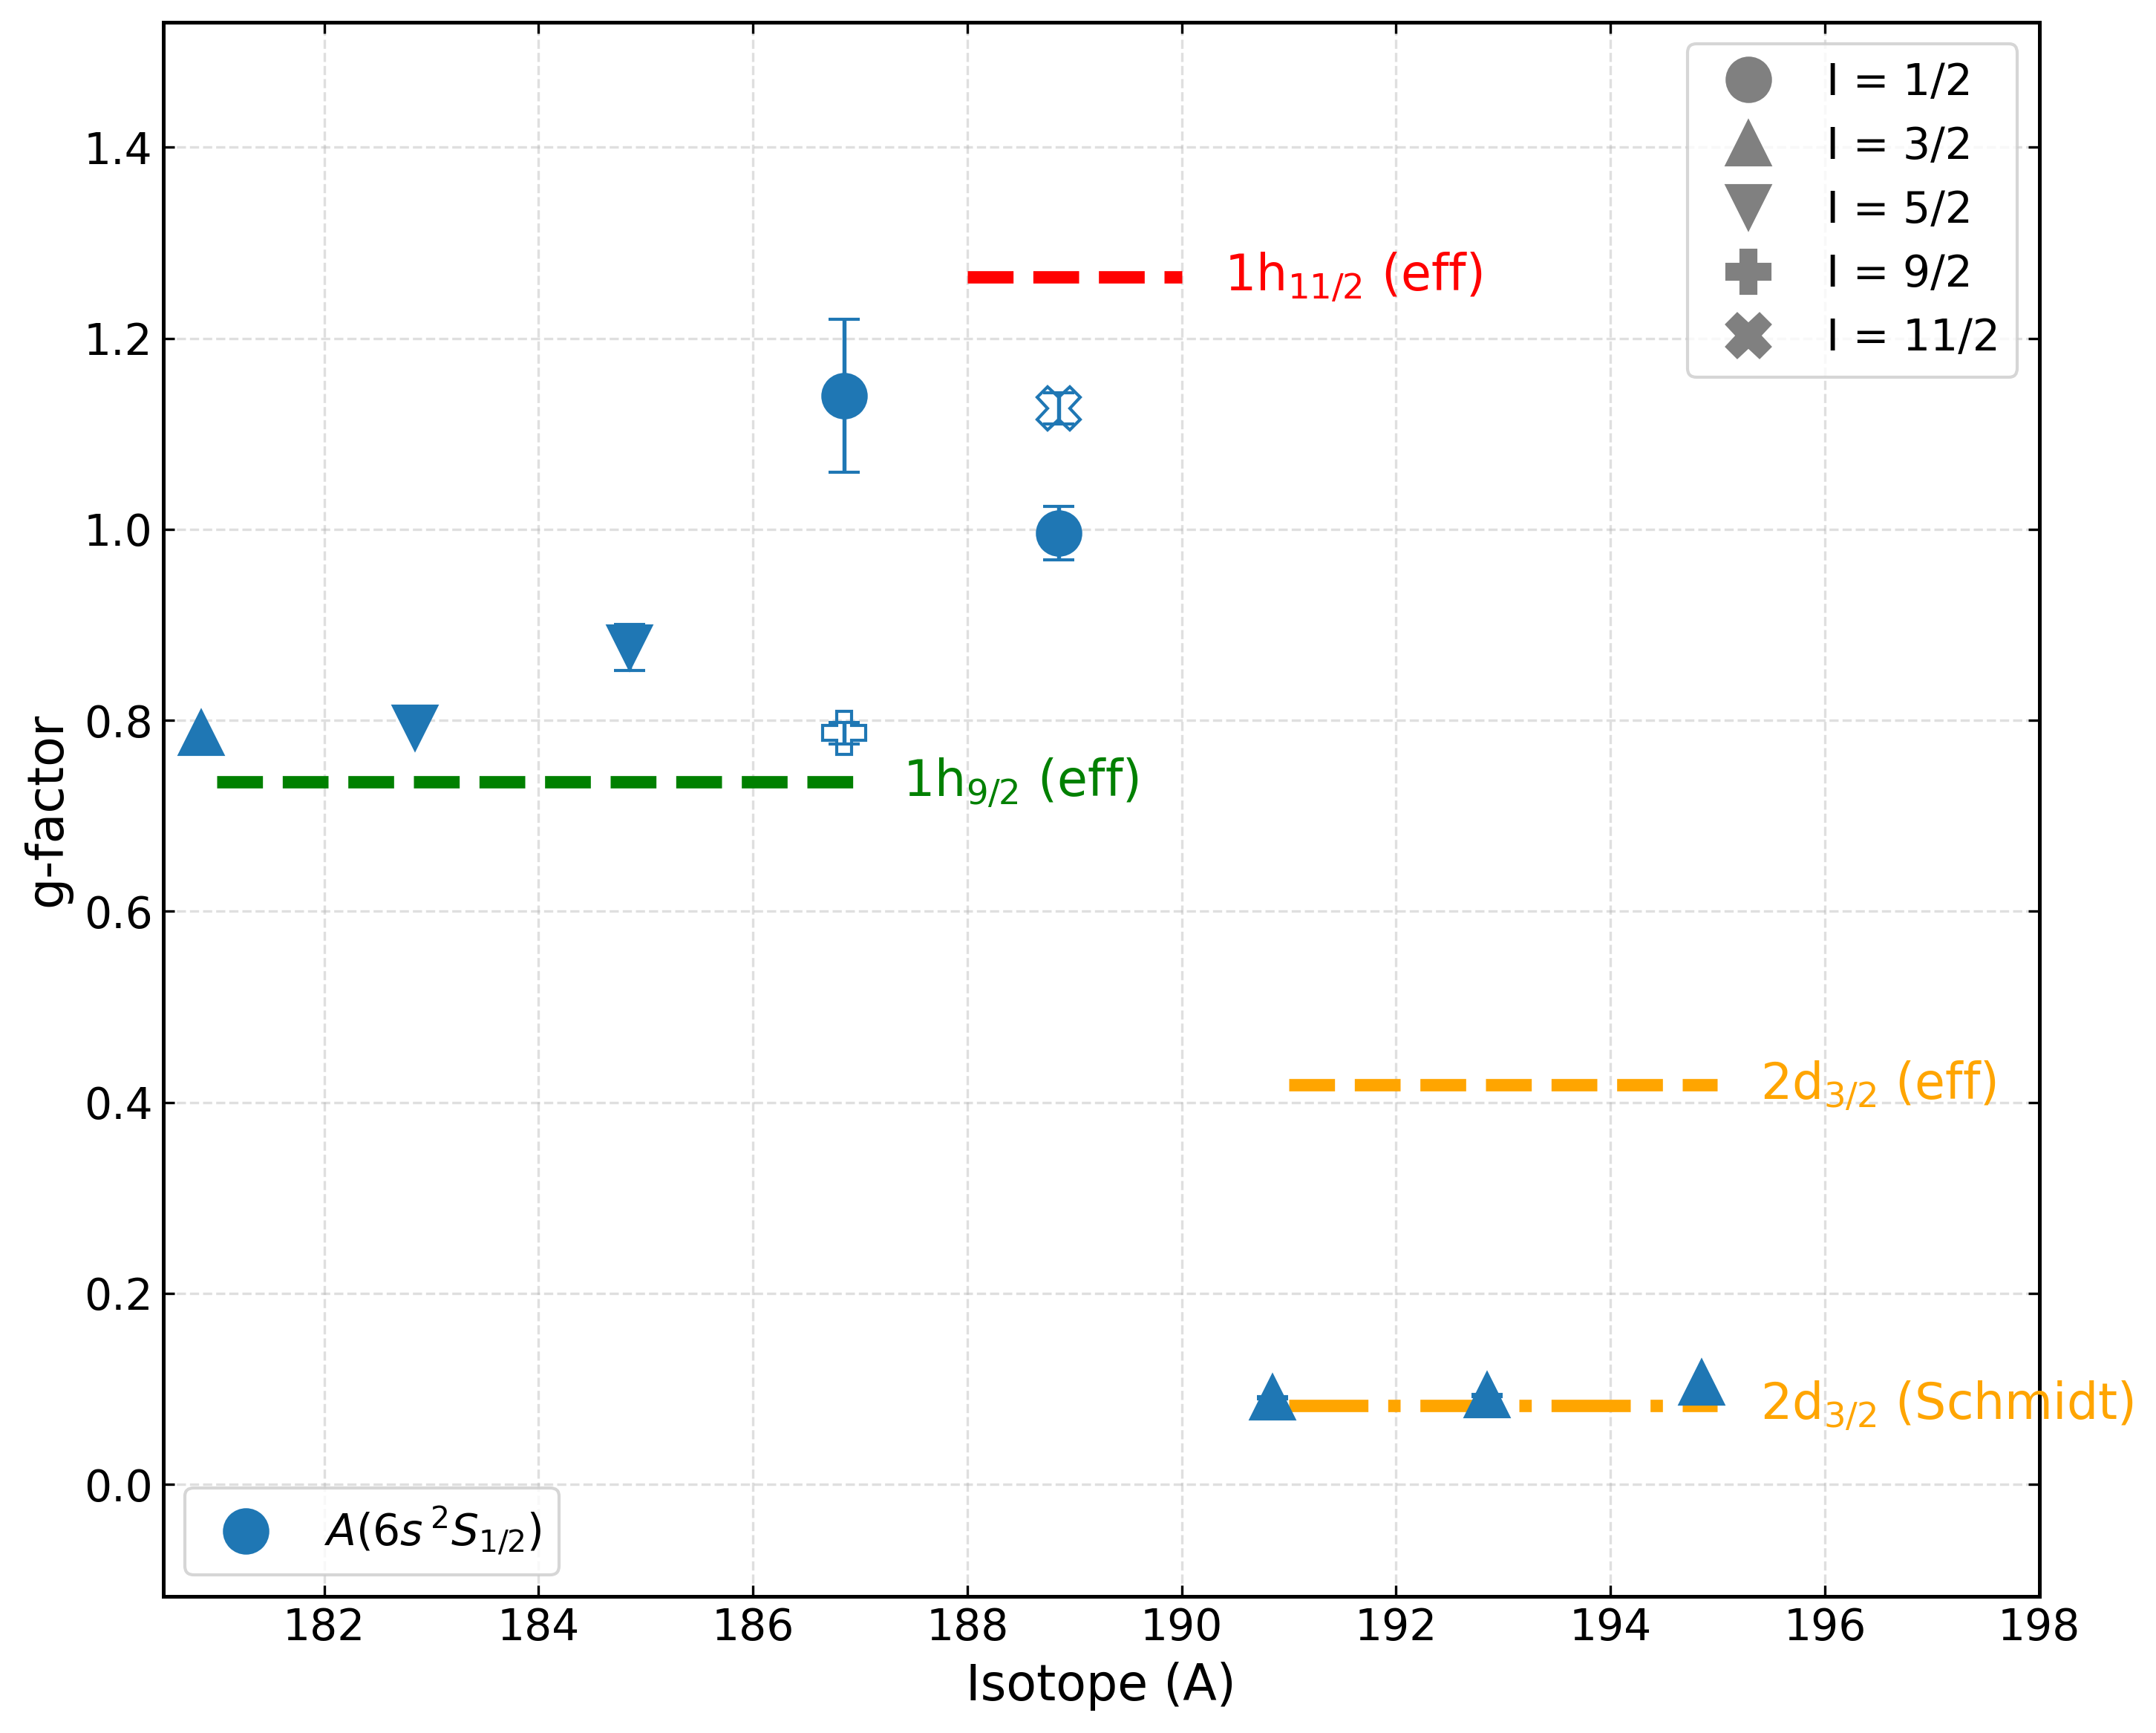 I = 1/2
I = 3/2
I = 5/2
I = 9/2
I = 11/2
1h11/2 (eff)
1h9/2 (eff)
2d3/2 (eff)
2d3/2 (Schmidt)
A(6s 2S1/2)
g-factor
1.4
1.2
1.0
0.8
0.6
0.4
0.2
0.0
182 184 186 188 190 192 194 196 198
Isotope (A)